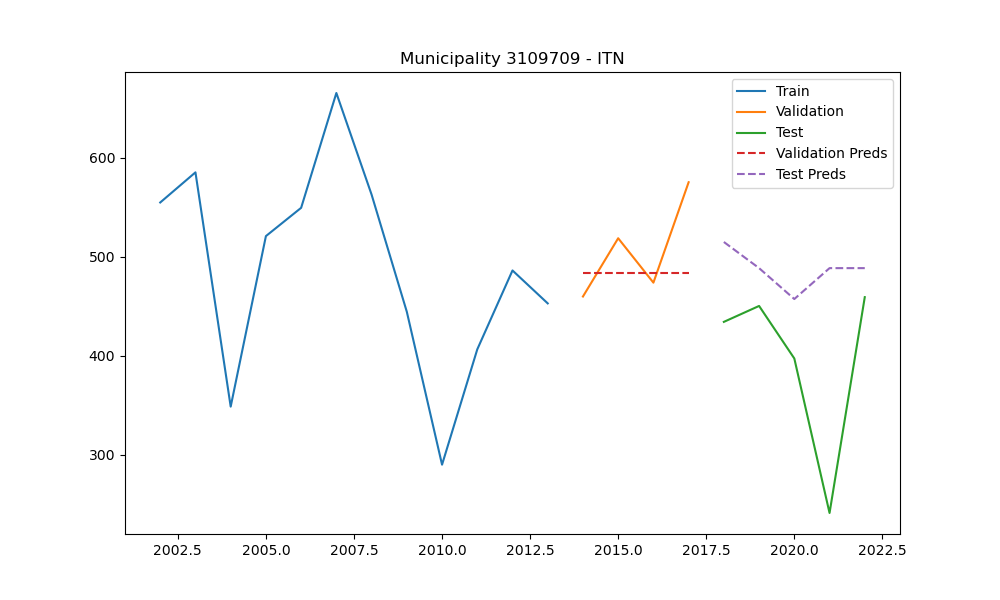 Municipality 3109709 - ITN
Train
Validation
Test
Validation Preds
Test Preds
600
500
400
300
2002.5 2005.0 2007.5 2010.0 2012.5 2015.0 2017.5 2020.0 2022.5